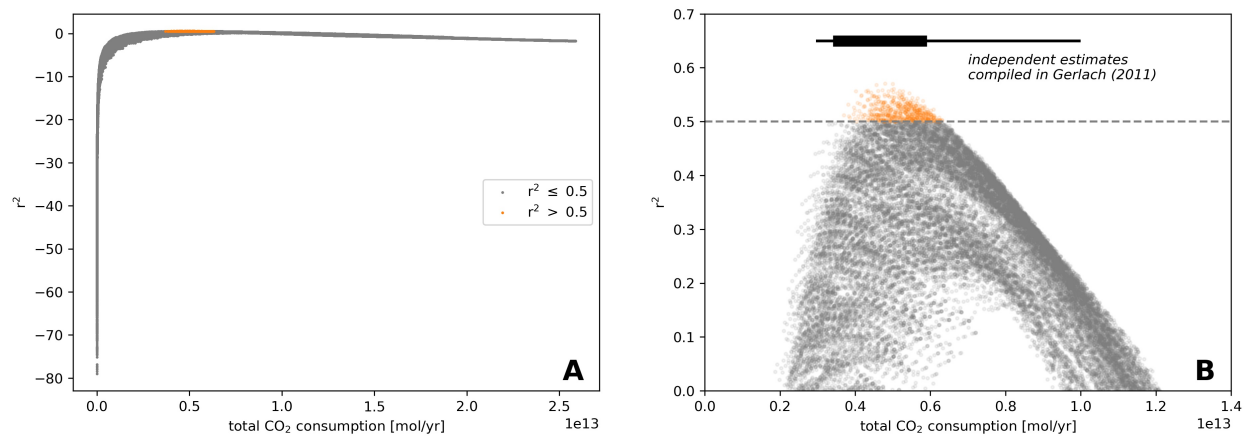 0
−10
−20
−30
−40
−50
−60
−70
−80
r²
0.0
0.5
1.0
1.5
2.0
2.5
1e13
total CO₂ consumption [mol/yr]
r² ≤ 0.5
r² > 0.5
A
0.7
0.6
0.5
0.4
0.3
0.2
0.1
0.0
r²
0.0
0.2
0.4
0.6
0.8
1.0
1.2
1.4
1e13
total CO₂ consumption [mol/yr]
independent estimates
compiled in Gerlach (2011)
B